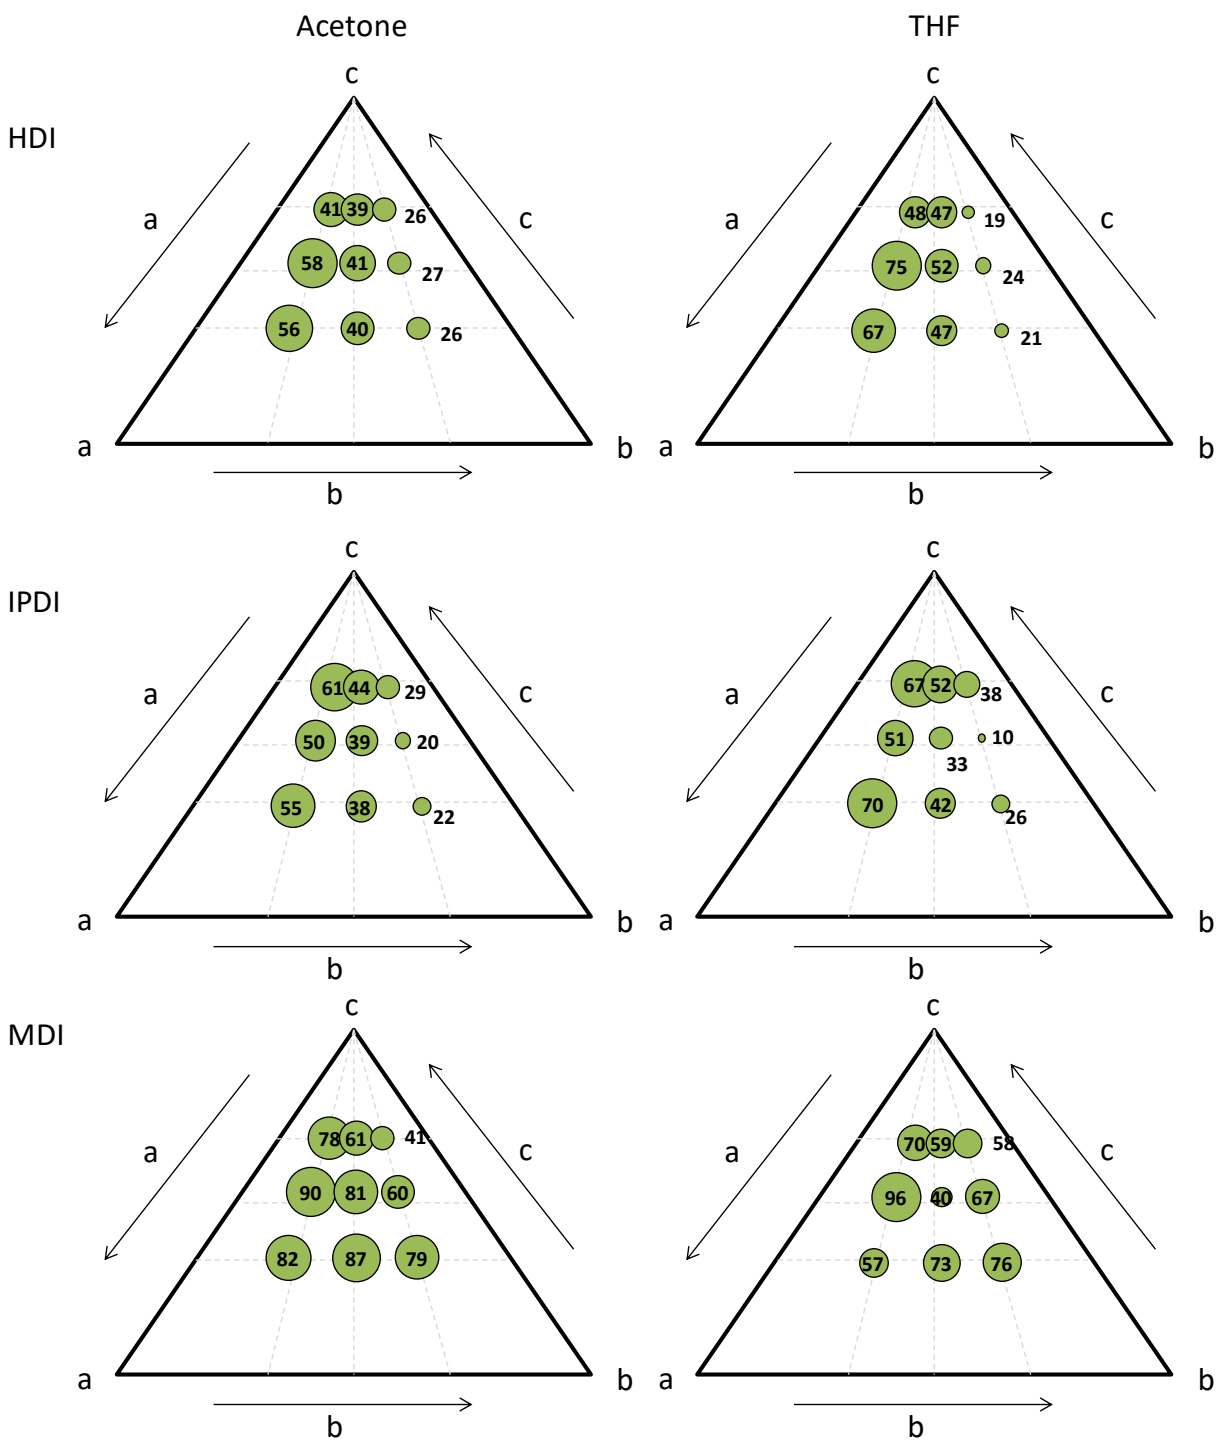 Acetone THF
c c
HDI
a c a c
41 39 26 48 47 19
58 41 27 75 52 24
56 40 26 67 47 21
a b a b
b b
c c
IPDI
a c a c
61 44 29 67 52 38
50 39 20 51 33 10
55 38 22 70 42 26
a b a b
b b
c c
MDI
a c a c
78 61 41 70 59 58
90 81 60 96 40 67
82 87 79 57 73 76
a b a b
b b